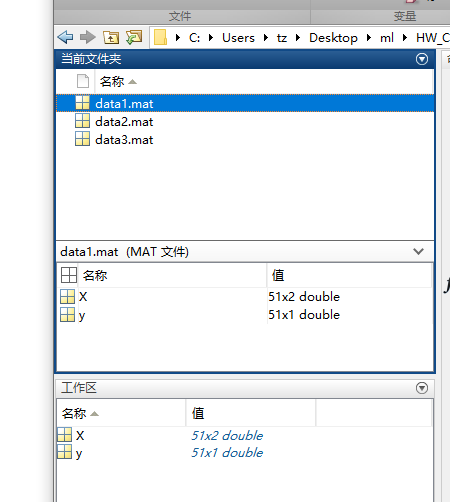 文件 变量
C: Users tz Desktop ml HW_C
当前文件夹
名称
data1.mat
data2.mat
data3.mat
data1.mat (MAT 文件)
名称 值
X 51x2 double
y 51x1 double
工作区
名称 值
X 51x2 double
y 51x1 double